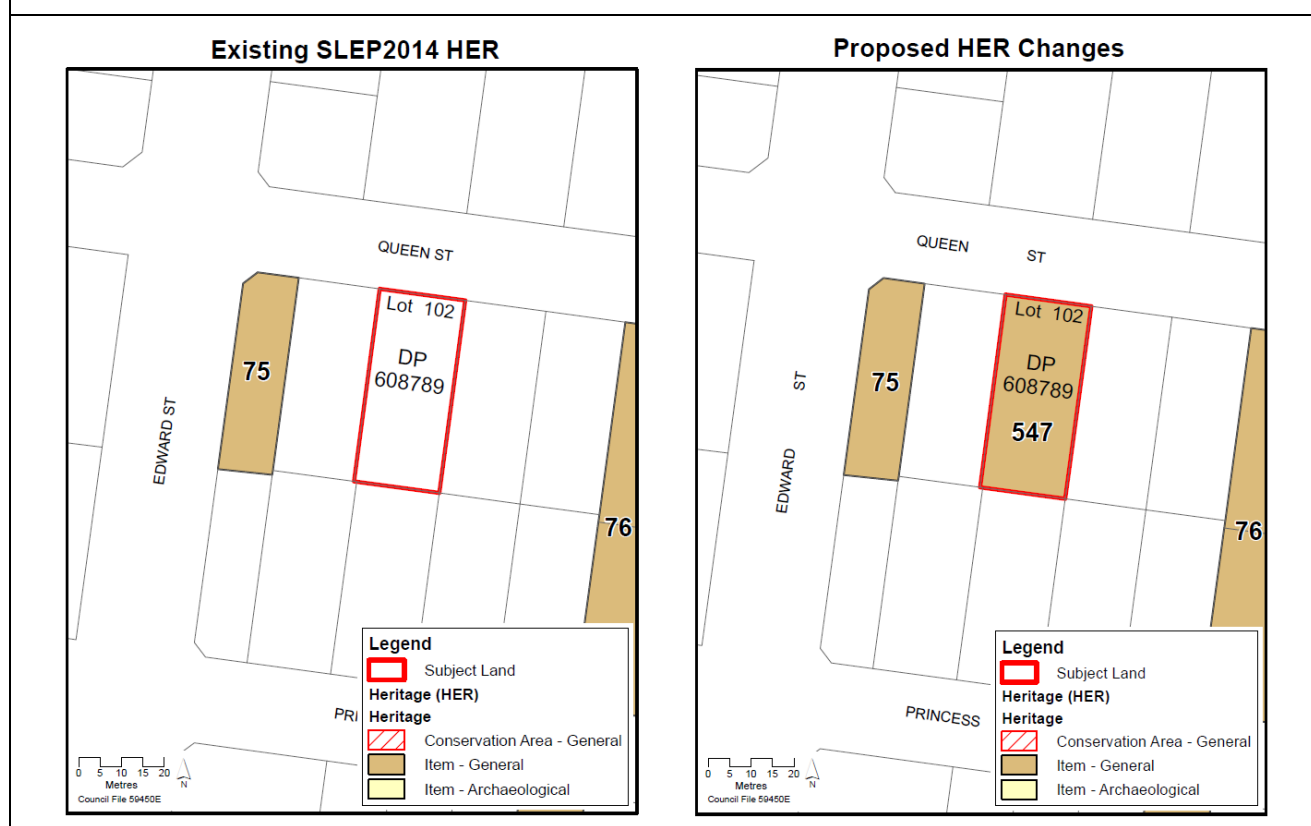 Existing SLEP2014 HER
QUEEN ST
Lot 102
DP
608789
75
EDWARD ST
76
PRI
Legend
Subject Land
Heritage (HER)
Heritage
Conservation Area - General
Item - General
Item - Archaeological
0 5 10 15 20
Metres
N
Council File 59450E
Proposed HER Changes
QUEEN ST
Lot 102
DP
608789
547
75
EDWARD ST
76
PRINCESS
Legend
Subject Land
Heritage (HER)
Heritage
Conservation Area - General
Item - General
Item - Archaeological
0 5 10 15 20
Metres
N
Council File 59450E